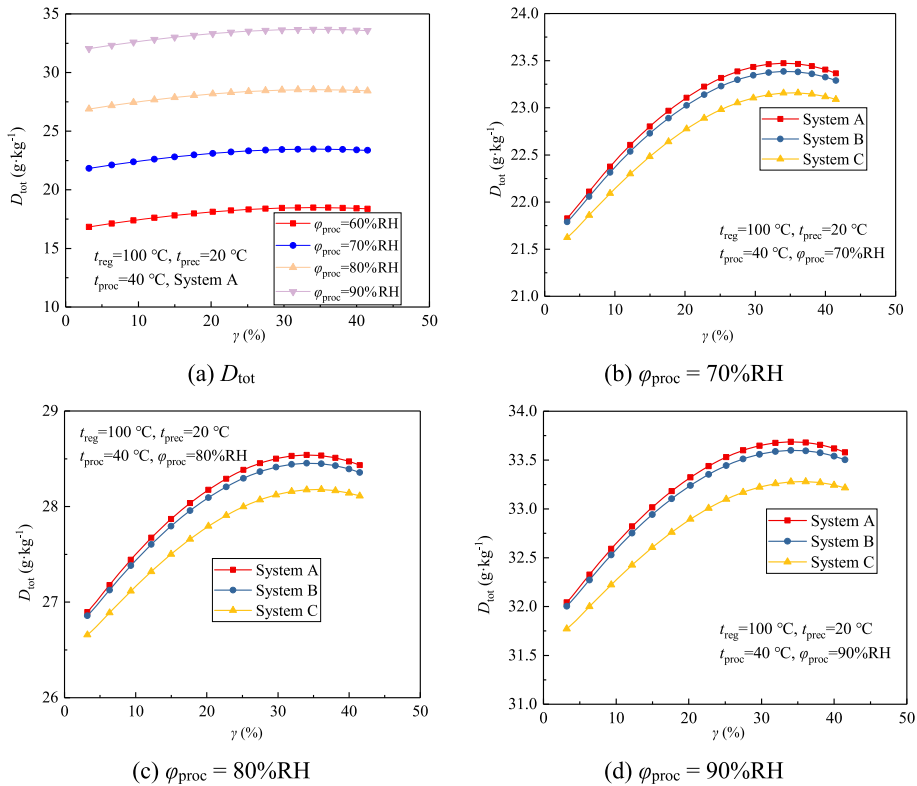 35
30
25
20
15
10
D_tot (g·kg⁻¹)
t_reg=100 ℃, t_prec=20 ℃
t_proc=40 ℃, System A
φ_proc=60%RH
φ_proc=70%RH
φ_proc=80%RH
φ_proc=90%RH
0 10 20 30 40 50
γ (%)
(a) D_tot
24.0
23.5
23.0
22.5
22.0
21.5
21.0
D_tot (g·kg⁻¹)
System A
System B
System C
t_reg=100 ℃, t_prec=20 ℃
t_proc=40 ℃, φ_proc=70%RH
0 10 20 30 40 50
γ (%)
(b) φ_proc = 70%RH
29
28
27
26
D_tot (g·kg⁻¹)
t_reg=100 ℃, t_prec=20 ℃
t_proc=40 ℃, φ_proc=80%RH
System A
System B
System C
0 10 20 30 40 50
γ (%)
(c) φ_proc = 80%RH
34.0
33.5
33.0
32.5
32.0
31.5
31.0
D_tot (g·kg⁻¹)
System A
System B
System C
t_reg=100 ℃, t_prec=20 ℃
t_proc=40 ℃, φ_proc=90%RH
0 10 20 30 40 50
γ (%)
(d) φ_proc = 90%RH